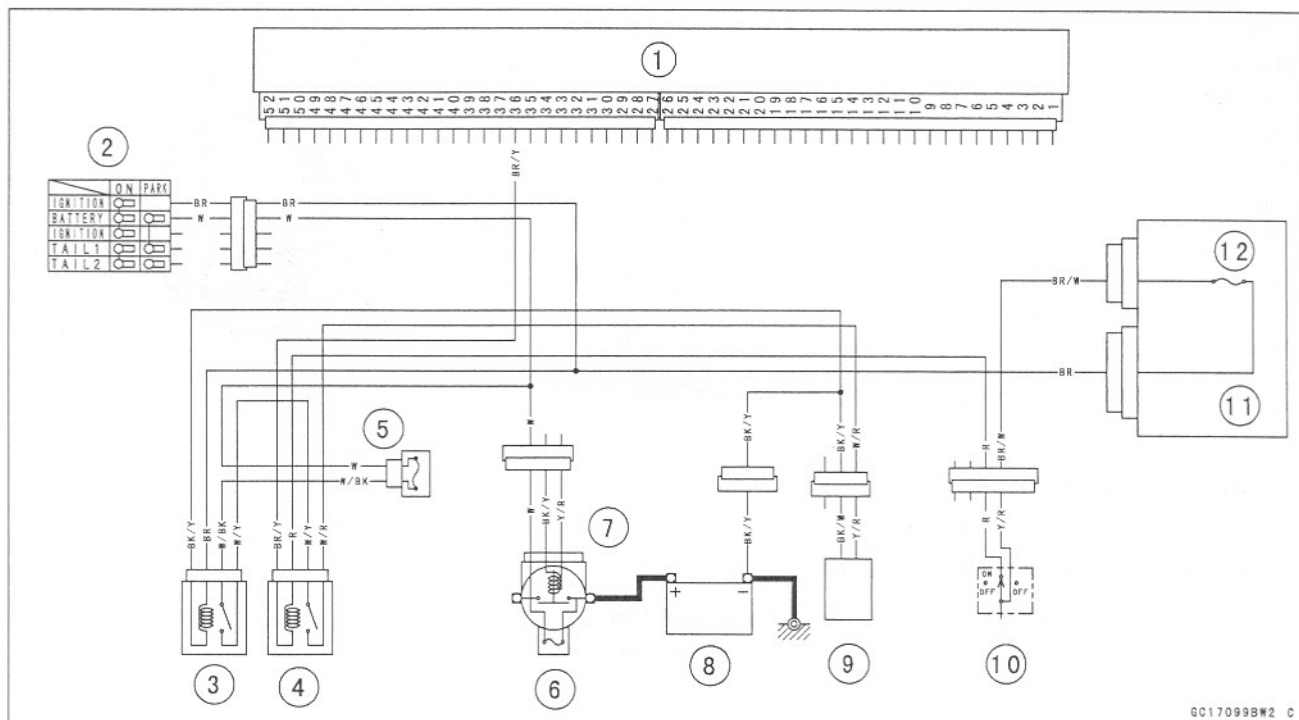 1
52 51 50 49 48 47 46 45 44 43 42 41 40 39 38 37 36 35 34 33 32 31 30 29 28 27 26 25 24 23 22 21 20 19 18 17 16 15 14 13 12 11 10 9 8 7 6 5 4 3 2 1
2
ON PARK
IGNITION
BATTERY
IGNITION
TAIL1
TAIL2
BR BR
W W
BR/Y
12
BR/W
BR
11
5
W
W/BK
W
BK/Y
BK/Y
W/R
R
BR/W
BK/Y
BR
W/BK
W/Y
BR/Y
R
W/Y
W/R
W
BK/Y
Y/R
7
BK/Y
BK/W
Y/R
R
Y/R
+ −
ON
OFF
OFF
3
4
6
8
9
10
GC17099BW2 C